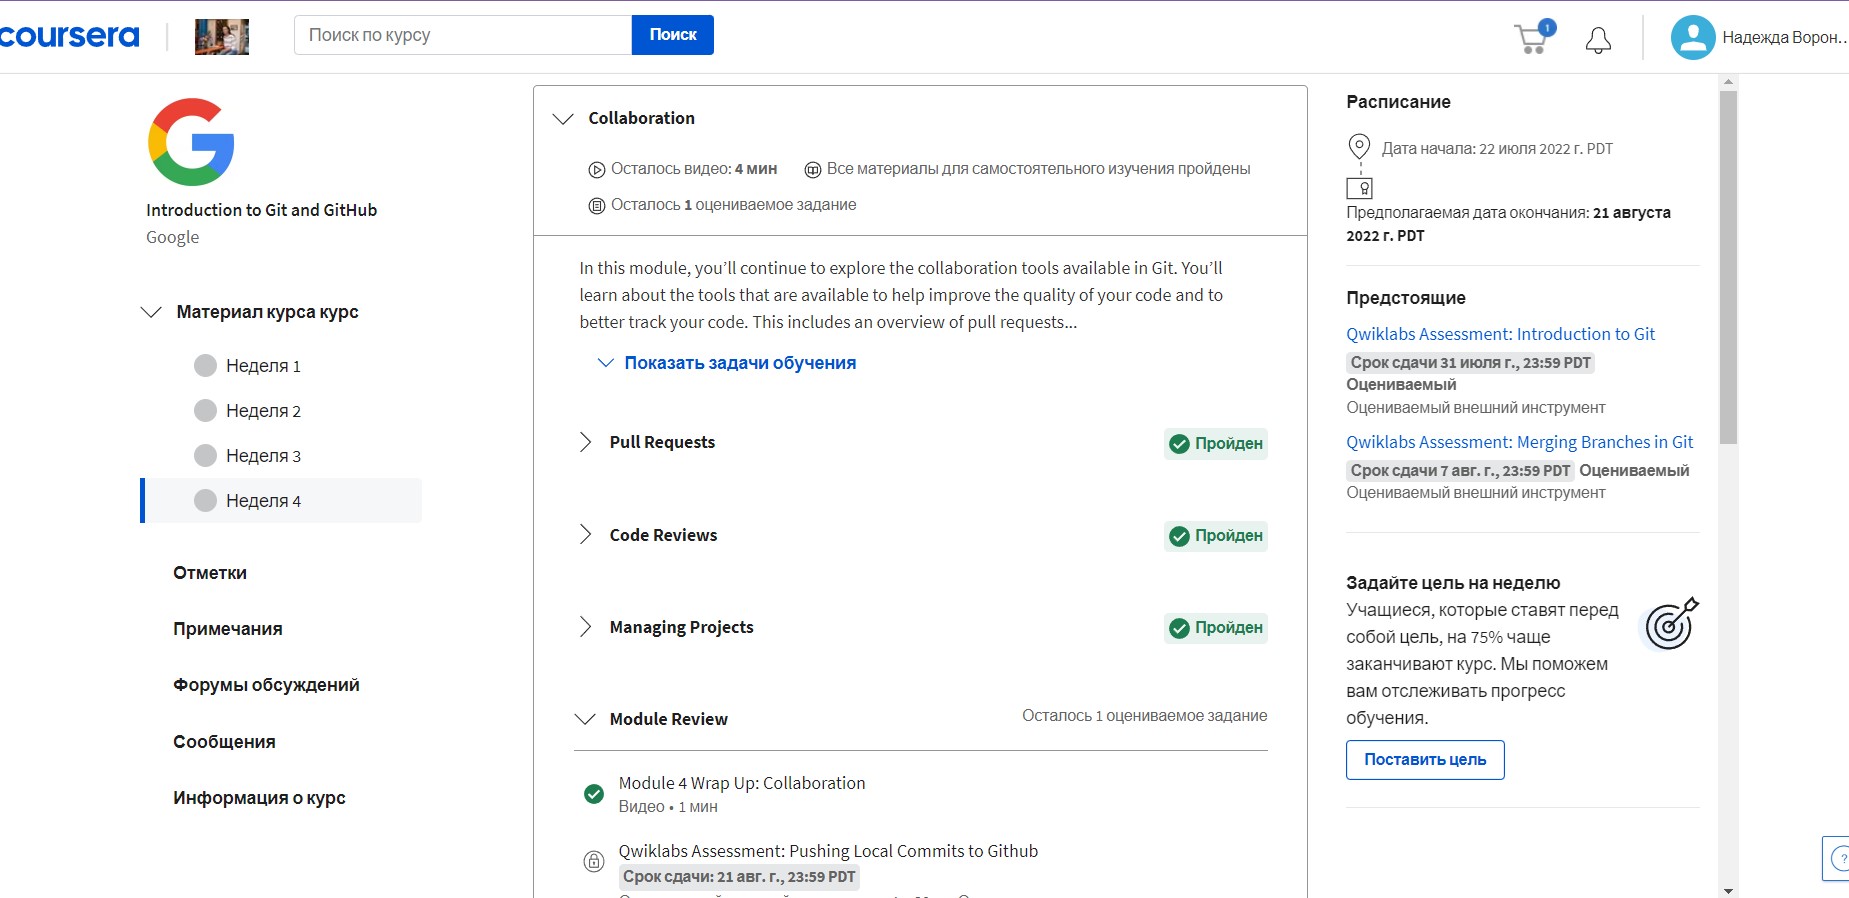 coursera
Поиск по курсу
Поиск
1
Надежда Ворон...
Introduction to Git and GitHub
Google
Материал курса курс
Неделя 1
Неделя 2
Неделя 3
Неделя 4
Отметки
Примечания
Форумы обсуждений
Сообщения
Информация о курс
Collaboration
Осталось видео: 4 мин
Все материалы для самостоятельного изучения пройдены
Осталось 1 оцениваемое задание
In this module, you’ll continue to explore the collaboration tools available in Git. You’ll
learn about the tools that are available to help improve the quality of your code and to
better track your code. This includes an overview of pull requests...
Показать задачи обучения
Pull Requests
Пройден
Code Reviews
Пройден
Managing Projects
Пройден
Module Review
Осталось 1 оцениваемое задание
Module 4 Wrap Up: Collaboration
Видео • 1 мин
Qwiklabs Assessment: Pushing Local Commits to Github
Срок сдачи: 21 авг. г., 23:59 PDT
Расписание
Дата начала: 22 июля 2022 г. PDT
Предполагаемая дата окончания: 21 августа
2022 г. PDT
Предстоящие
Qwiklabs Assessment: Introduction to Git
Срок сдачи 31 июля г., 23:59 PDT
Оцениваемый
Оцениваемый внешний инструмент
Qwiklabs Assessment: Merging Branches in Git
Срок сдачи 7 авг. г., 23:59 PDT Оцениваемый
Оцениваемый внешний инструмент
Задайте цель на неделю
Учащиеся, которые ставят перед
собой цель, на 75% чаще
заканчивают курс. Мы поможем
вам отслеживать прогресс
обучения.
Поставить цель
?